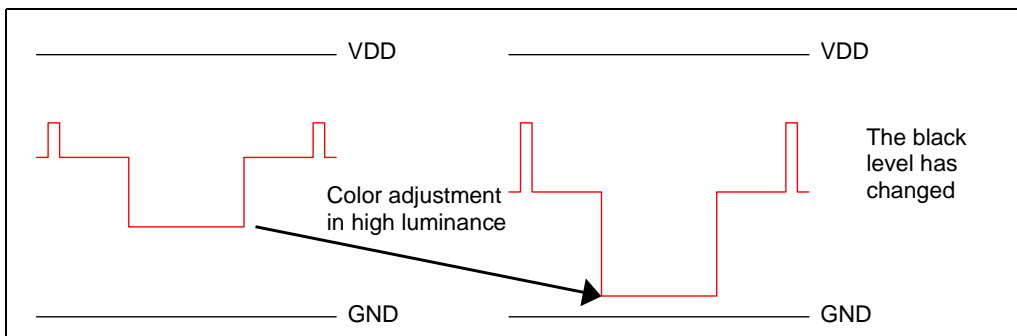 VDD
VDD
The black
level has
changed
Color adjustment
in high luminance
GND
GND